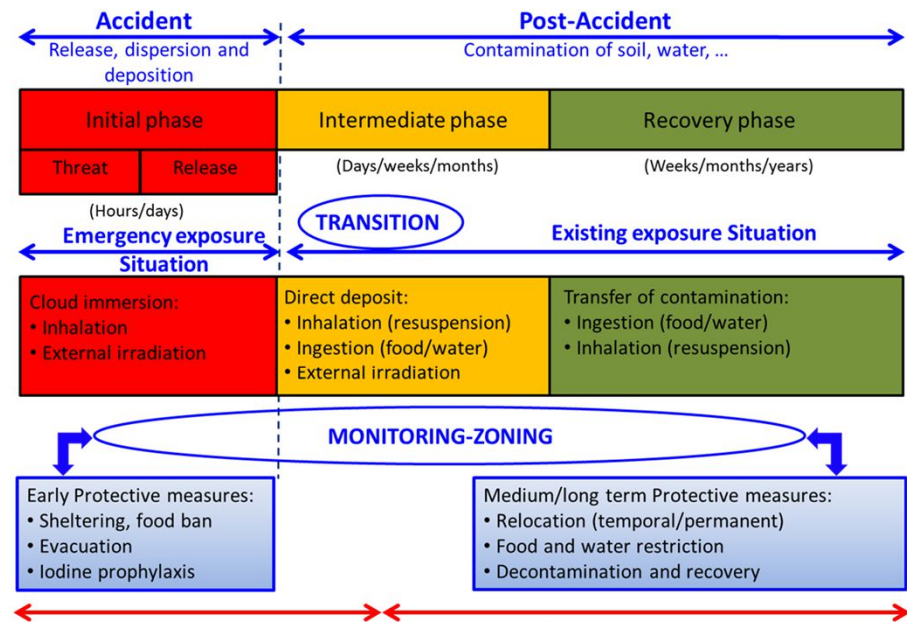 Accident
Post-Accident
Release, dispersion and
deposition
Contamination of soil, water, ...
Initial phase
Intermediate phase
Recovery phase
Threat
Release
(Days/weeks/months)
(Weeks/months/years)
(Hours/days)
TRANSITION
Emergency exposure
Situation
Existing exposure Situation
Cloud immersion:
• Inhalation
• External irradiation
Direct deposit:
• Inhalation (resuspension)
• Ingestion (food/water)
• External irradiation
Transfer of contamination:
• Ingestion (food/water)
• Inhalation (resuspension)
MONITORING-ZONING
Early Protective measures:
• Sheltering, food ban
• Evacuation
• Iodine prophylaxis
Medium/long term Protective measures:
• Relocation (temporal/permanent)
• Food and water restriction
• Decontamination and recovery